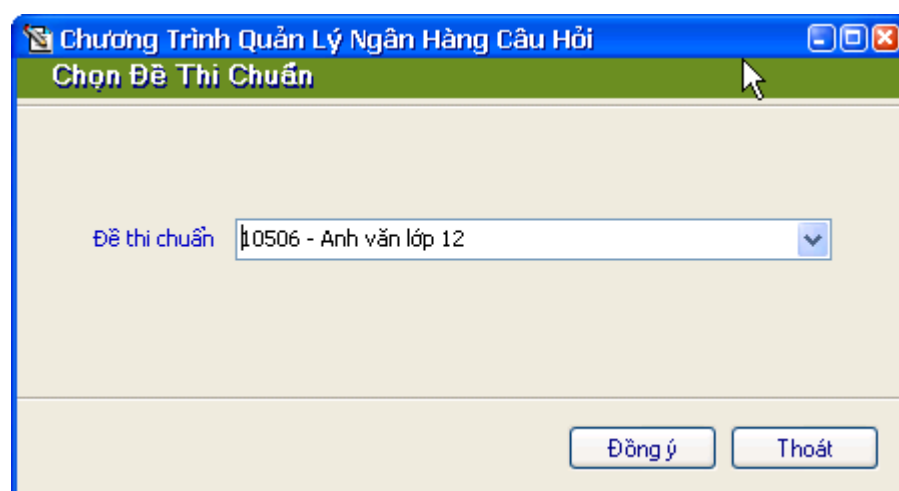 Chương Trình Quản Lý Ngân Hàng Câu Hỏi
Chọn Đề Thi Chuẩn
Đề thi chuẩn 10506 - Anh văn lớp 12
Đồng ý Thoát